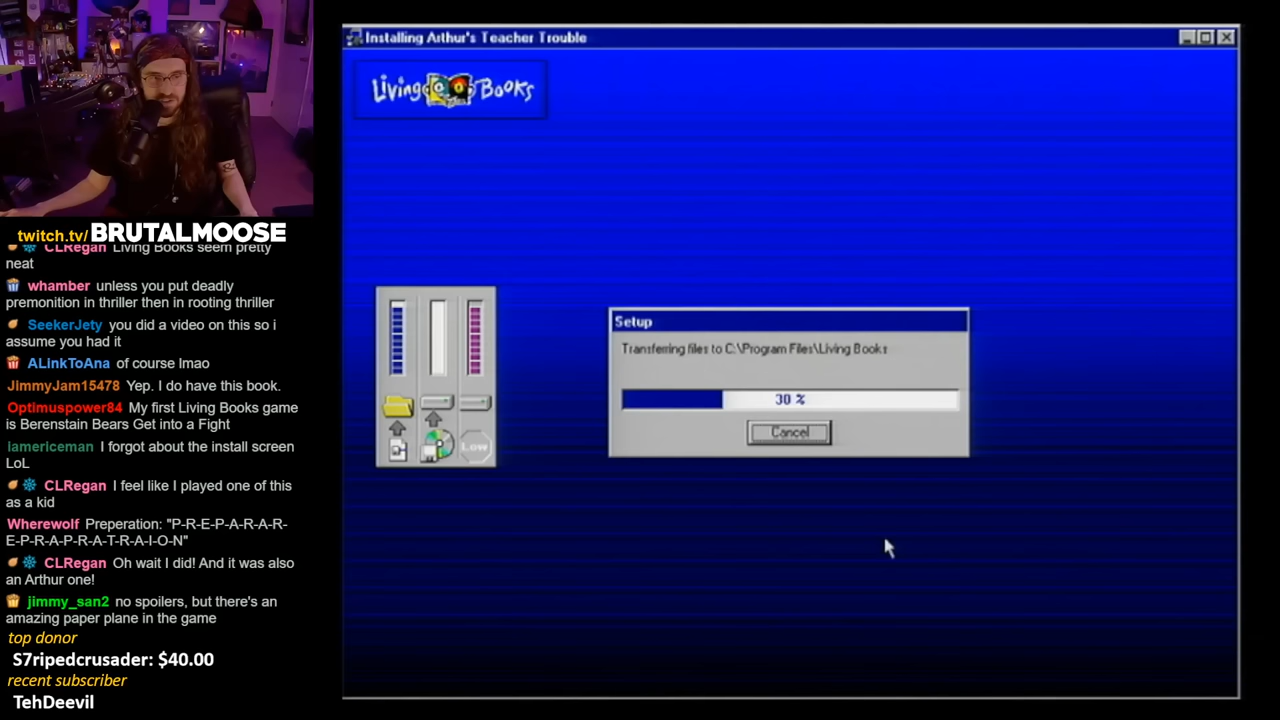 twitch.tv/BRUTALMOOSE
CLRegan Living Books seem pretty
neat
whamber unless you put deadly
premonition in thriller then in rooting thriller
SeekerJety you did a video on this so i
assume you had it
ALinkToAna of course lmao
JimmyJam15478 Yep. I do have this book.
Optimuspower84 My first Living Books game
is Berenstain Bears Get into a Fight
iamericeman I forgot about the install screen
LoL
CLRegan I feel like I played one of this
as a kid
Wherewolf Preperation: "P-R-E-P-A-R-A-R-
E-P-R-A-P-R-A-T-R-A-I-O-N"
CLRegan Oh wait I did! And it was also
an Arthur one!
jimmy_san2 no spoilers, but there's an
amazing paper plane in the game
top donor
S7ripedcrusader: $40.00
recent subscriber
TehDeevil
Installing Arthur's Teacher Trouble
Living Books
Low
Setup
Transferring files to C:\Program Files\Living Books
30 %
Cancel